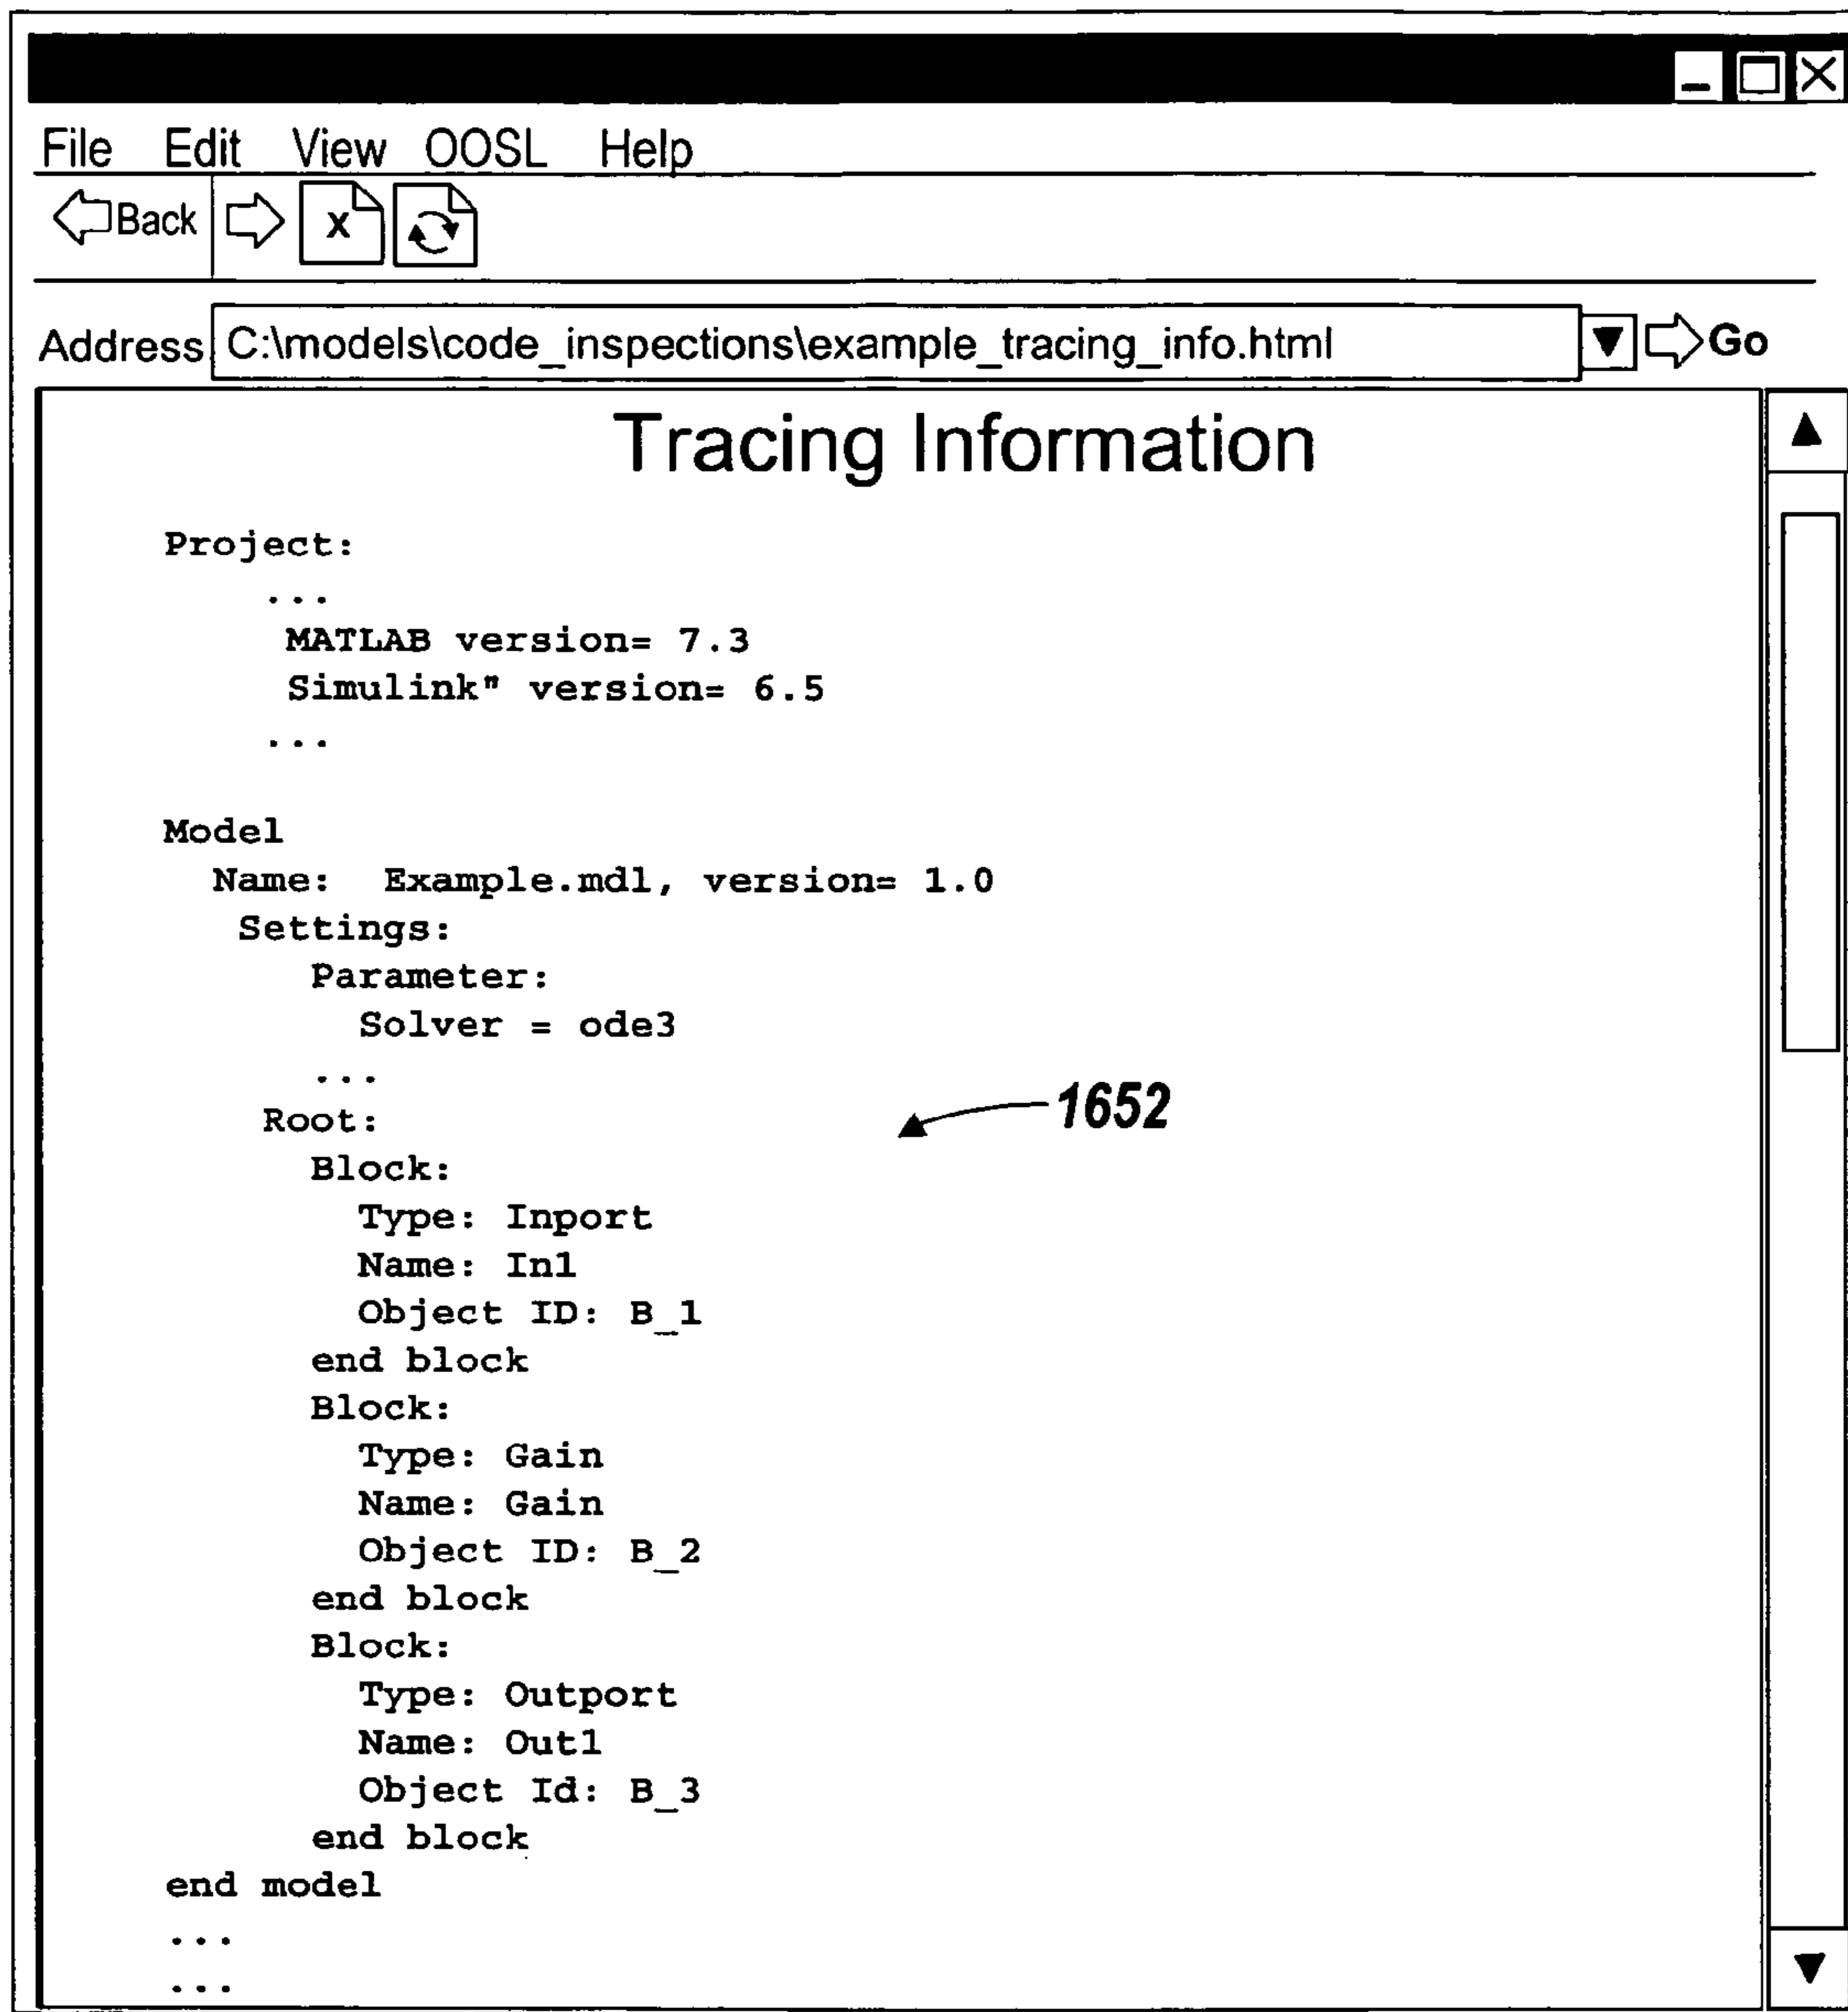 File Edit View OOSL Help
Back X
Address C:\models\code_inspections\example_tracing_info.html Go
Tracing Information
Project:
...
MATLAB version= 7.3
Simulink" version= 6.5
...
Model
Name: Example.mdl, version= 1.0
Settings:
Parameter:
Solver = ode3
...
1652
Root:
Block:
Type: Inport
Name: In1
Object ID: B_1
end block
Block:
Type: Gain
Name: Gain
Object ID: B_2
end block
Block:
Type: Outport
Name: Out1
Object Id: B_3
end block
end model
...
...